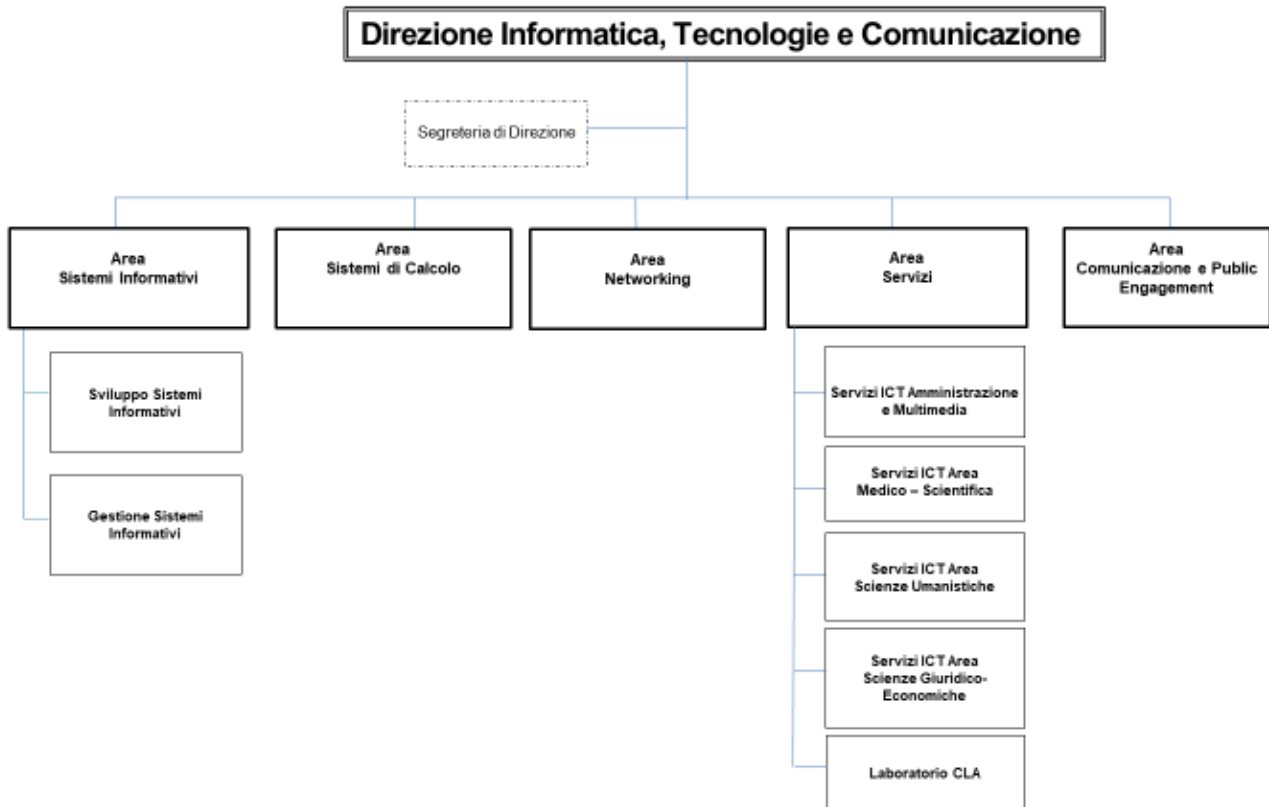 Direzione Informatica, Tecnologie e Comunicazione
Segreteria di Direzione
Area
Sistemi Informativi
Area
Sistemi di Calcolo
Area
Networking
Area
Servizi
Area
Comunicazione e Public
Engagement
Sviluppo Sistemi
Informativi
Gestione Sistemi
Informativi
Servizi ICT Amministrazione
e Multimedia
Servizi ICT Area
Medico – Scientifica
Servizi ICT Area
Scienze Umanistiche
Servizi ICT Area
Scienze Giuridico-
Economiche
Laboratorio CLA